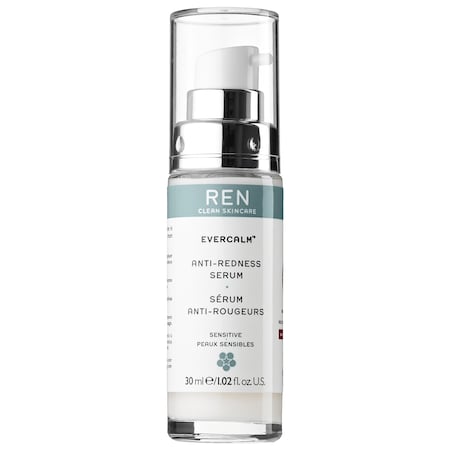 REN
CLEAN SKINCARE
EVERCALM™
ANTI-REDNESS
SERUM
•
SÉRUM
ANTI-ROUGEURS
SENSITIVE
PEAUX SENSIBLES
30 ml ℮/1.02 fl. oz. U.S.